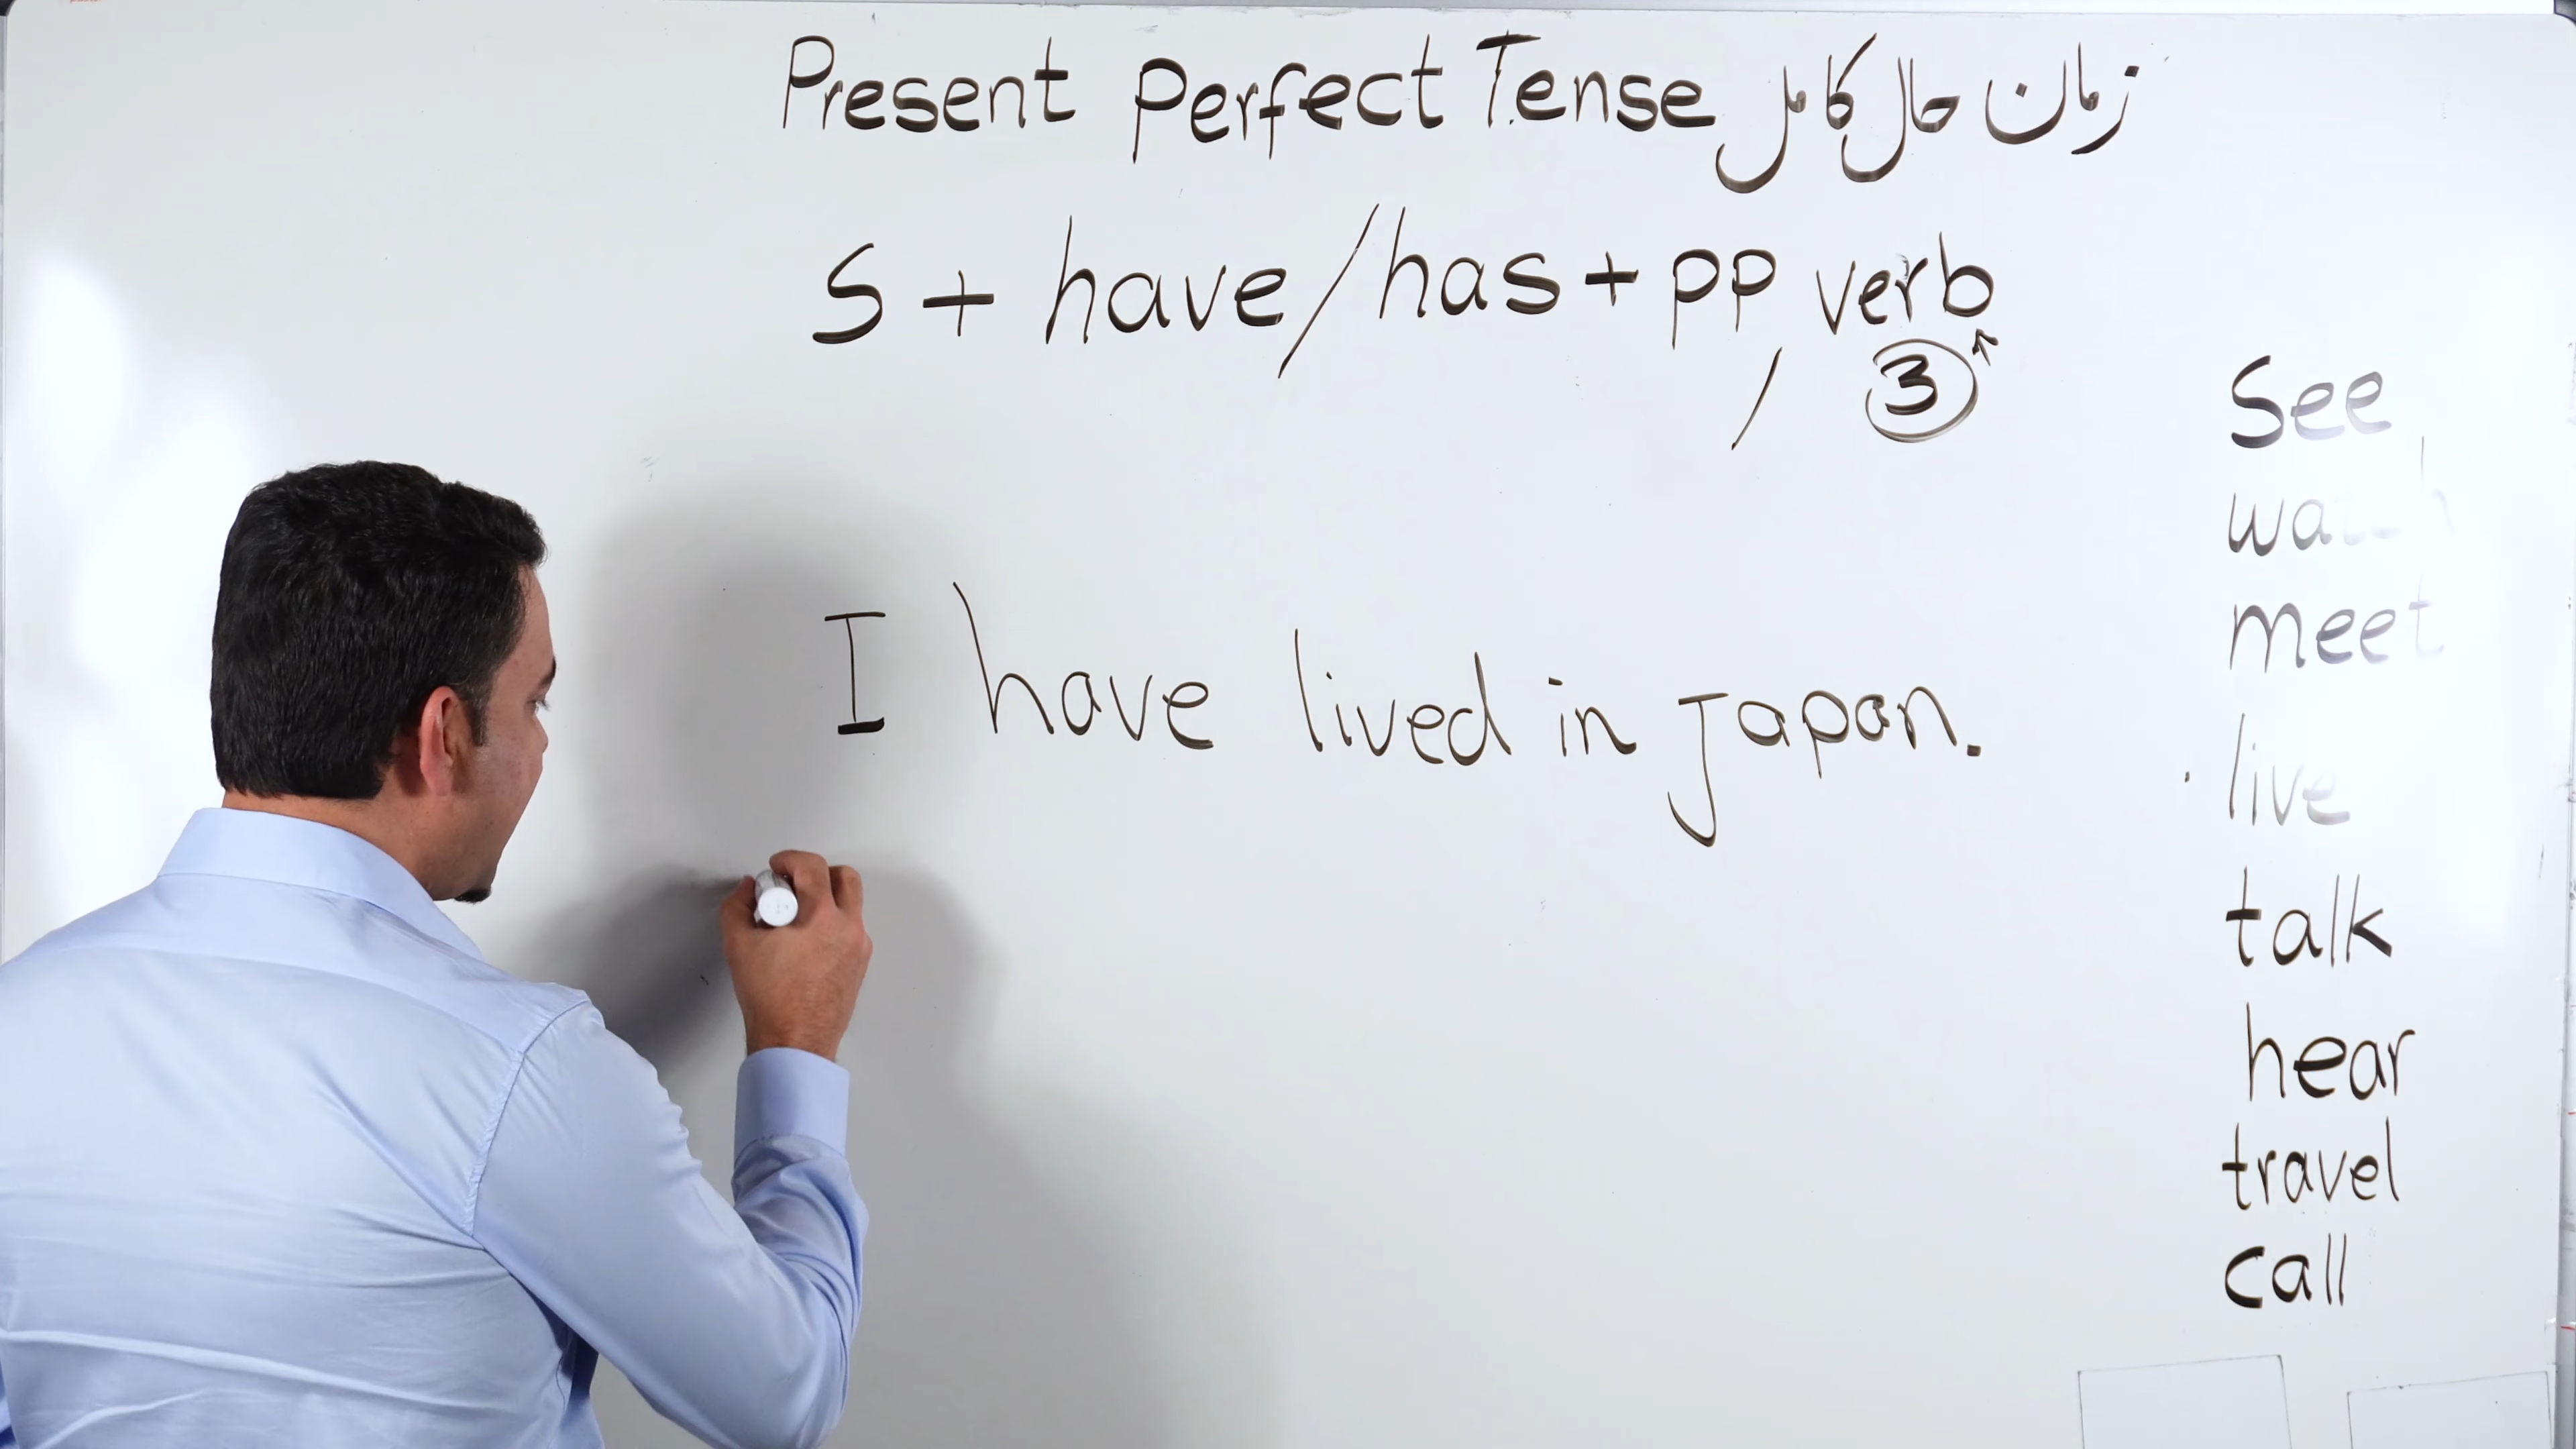 Present Perfect Tense زمان حال کامل
S + have/has + pp verb
/ 3
I have lived in Japan.
See
watch
meet
live
talk
hear
travel
call